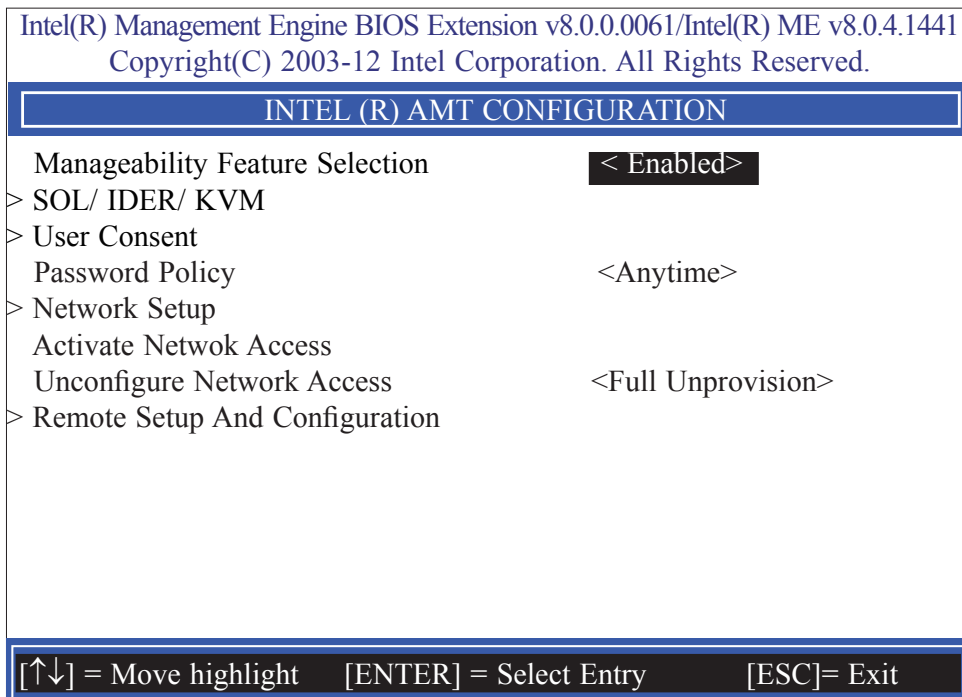 Intel(R) Management Engine BIOS Extension v8.0.0.0061/Intel(R) ME v8.0.4.1441
Copyright(C) 2003-12 Intel Corporation. All Rights Reserved.
INTEL (R) AMT CONFIGURATION
Manageability Feature Selection < Enabled>
> SOL/ IDER/ KVM
> User Consent
Password Policy <Anytime>
> Network Setup
Activate Netwok Access
Unconfigure Network Access <Full Unprovision>
> Remote Setup And Configuration
[↑↓] = Move highlight [ENTER] = Select Entry [ESC]= Exit